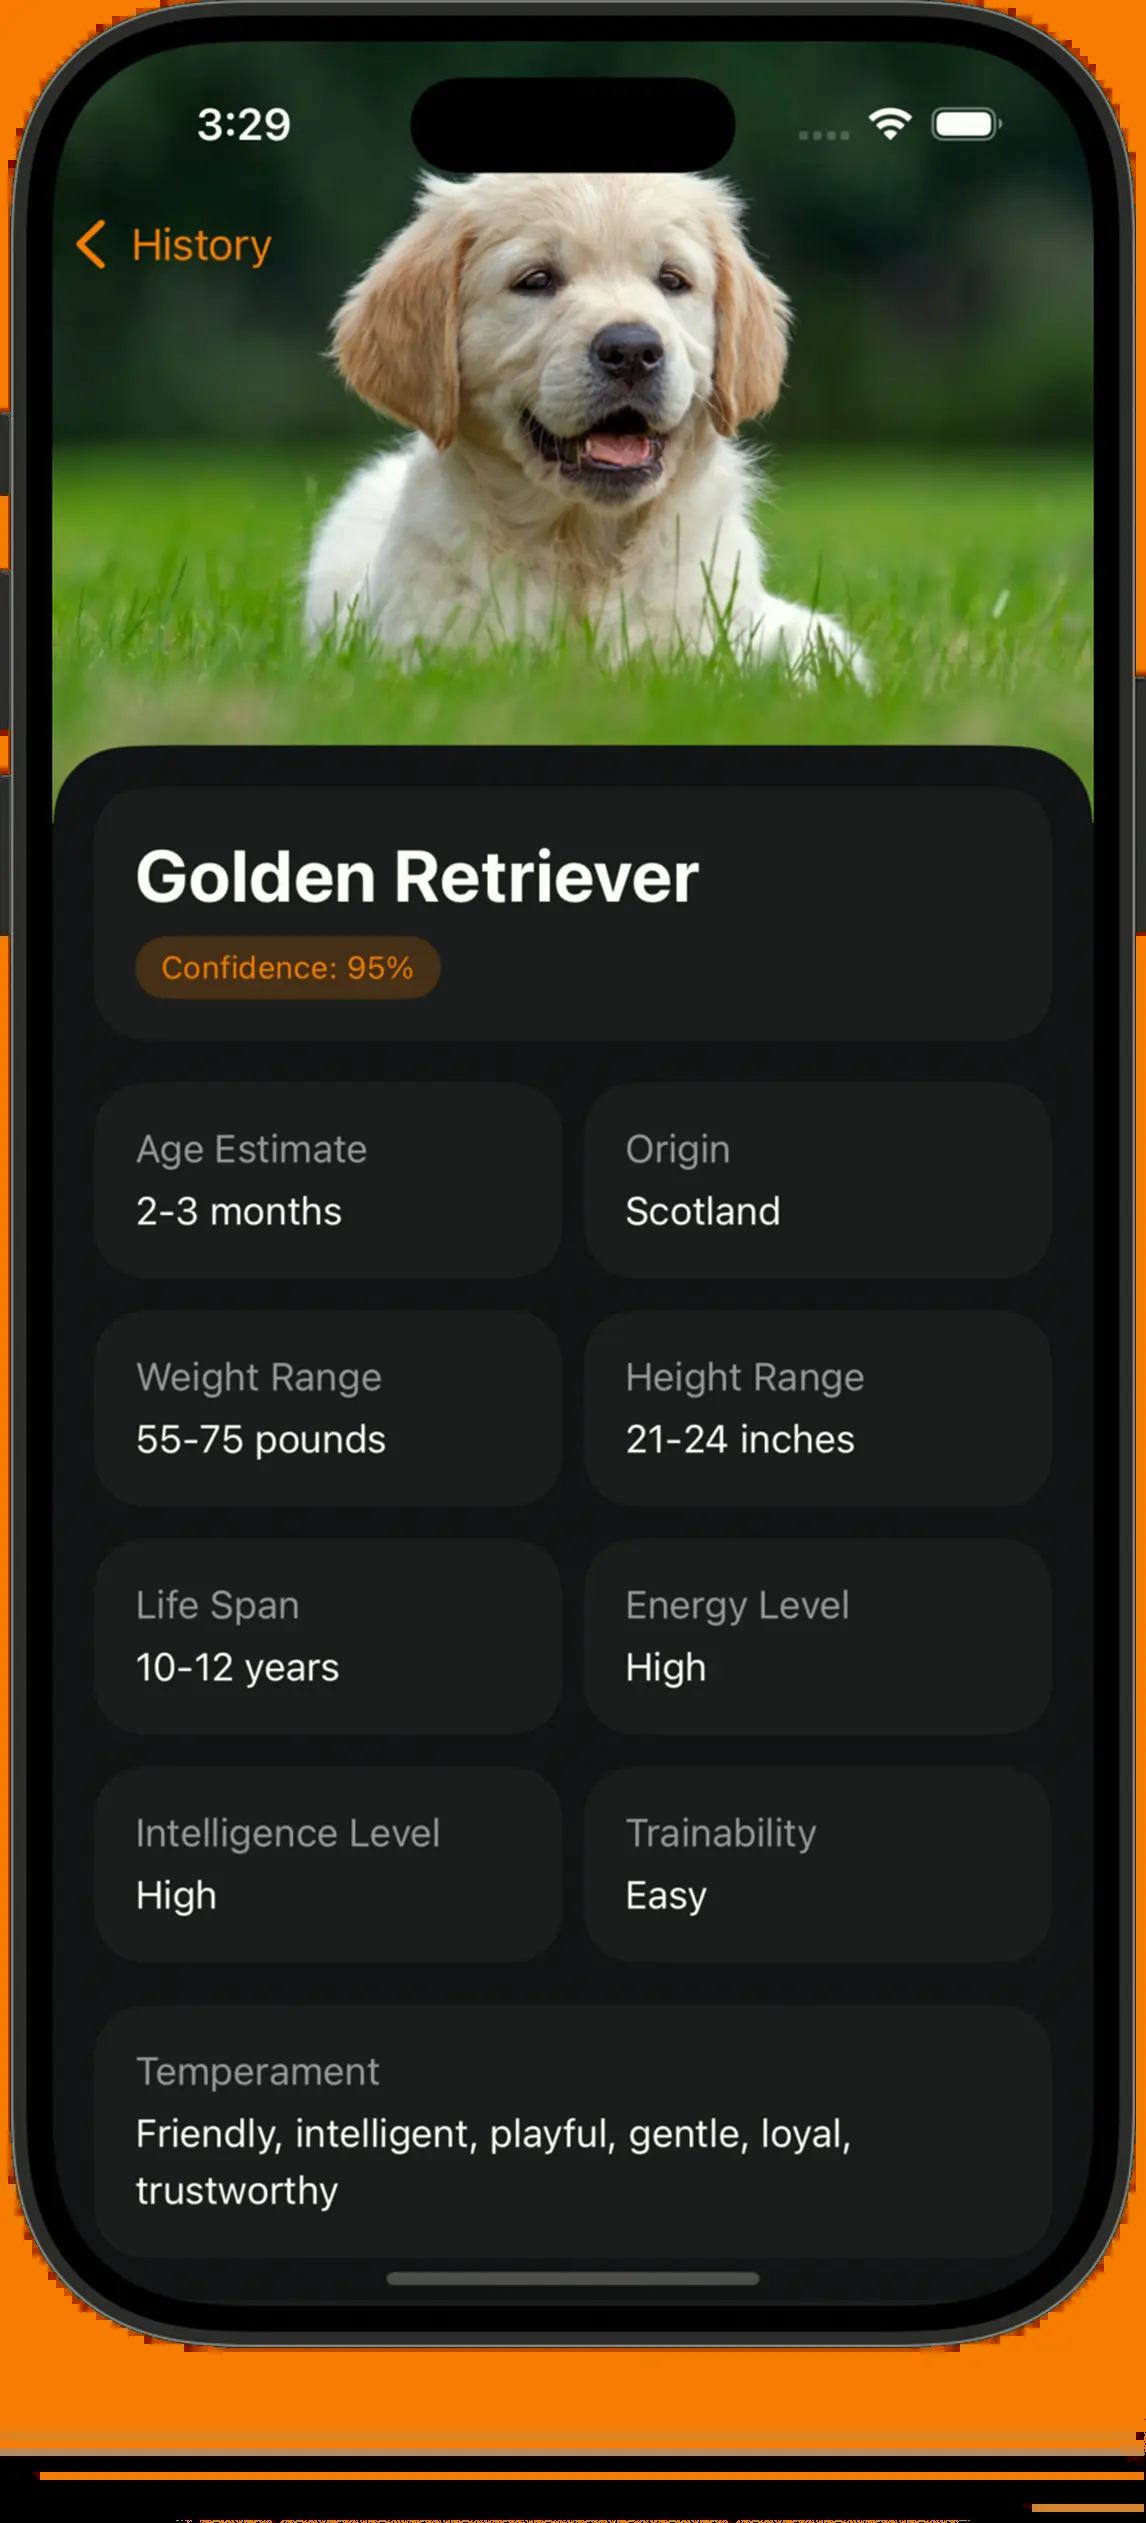 3:29
History
Golden Retriever
Confidence: 95%
Age Estimate
2-3 months
Origin
Scotland
Weight Range
55-75 pounds
Height Range
21-24 inches
Life Span
10-12 years
Energy Level
High
Intelligence Level
High
Trainability
Easy
Temperament
Friendly, intelligent, playful, gentle, loyal,
trustworthy